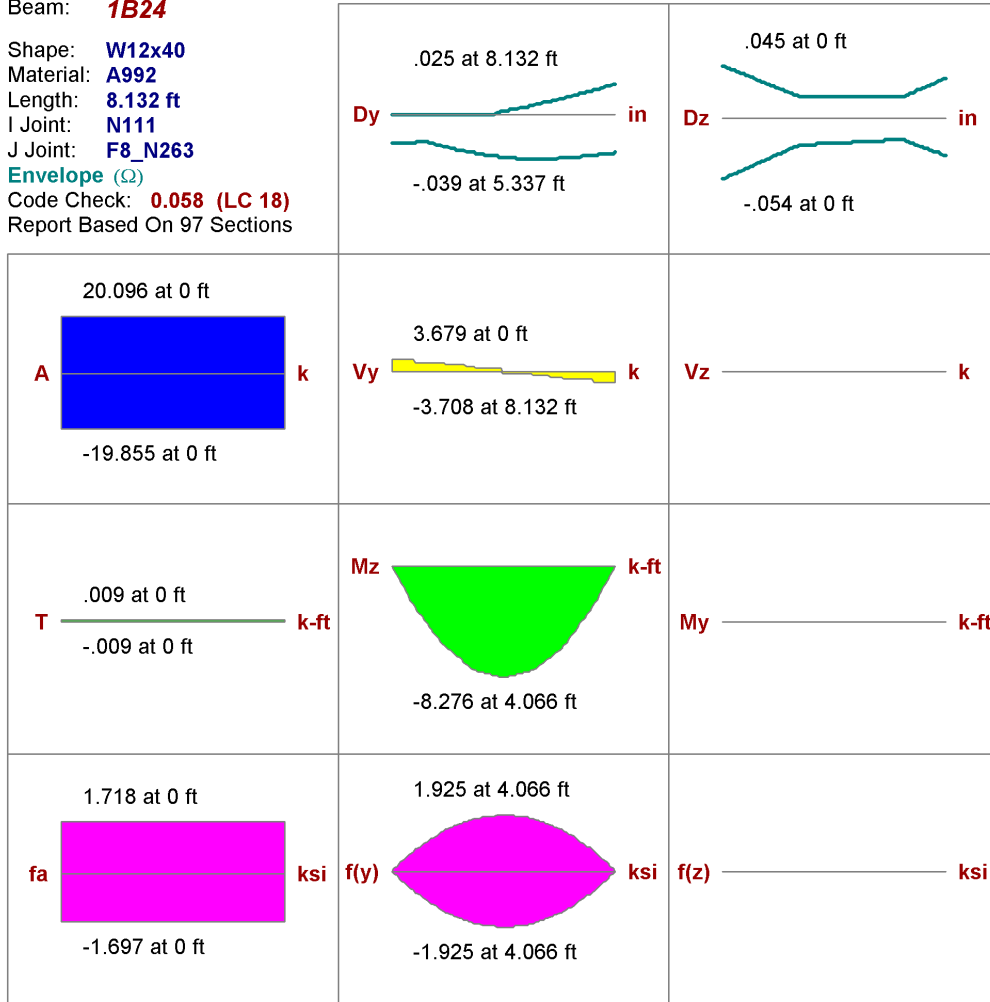 Beam: 1B24
Shape: W12x40
Material: A992
Length: 8.132 ft
I Joint: N111
J Joint: F8_N263
Envelope (Ω)
Code Check: 0.058 (LC 18)
Report Based On 97 Sections
.025 at 8.132 ft
Dy in
-.039 at 5.337 ft
.045 at 0 ft
Dz in
-.054 at 0 ft
20.096 at 0 ft
A k
-19.855 at 0 ft
3.679 at 0 ft
Vy k
-3.708 at 8.132 ft
Vz k
.009 at 0 ft
T k-ft
-.009 at 0 ft
Mz k-ft
-8.276 at 4.066 ft
My k-ft
1.718 at 0 ft
fa ksi
-1.697 at 0 ft
1.925 at 4.066 ft
f(y) ksi
-1.925 at 4.066 ft
f(z) ksi